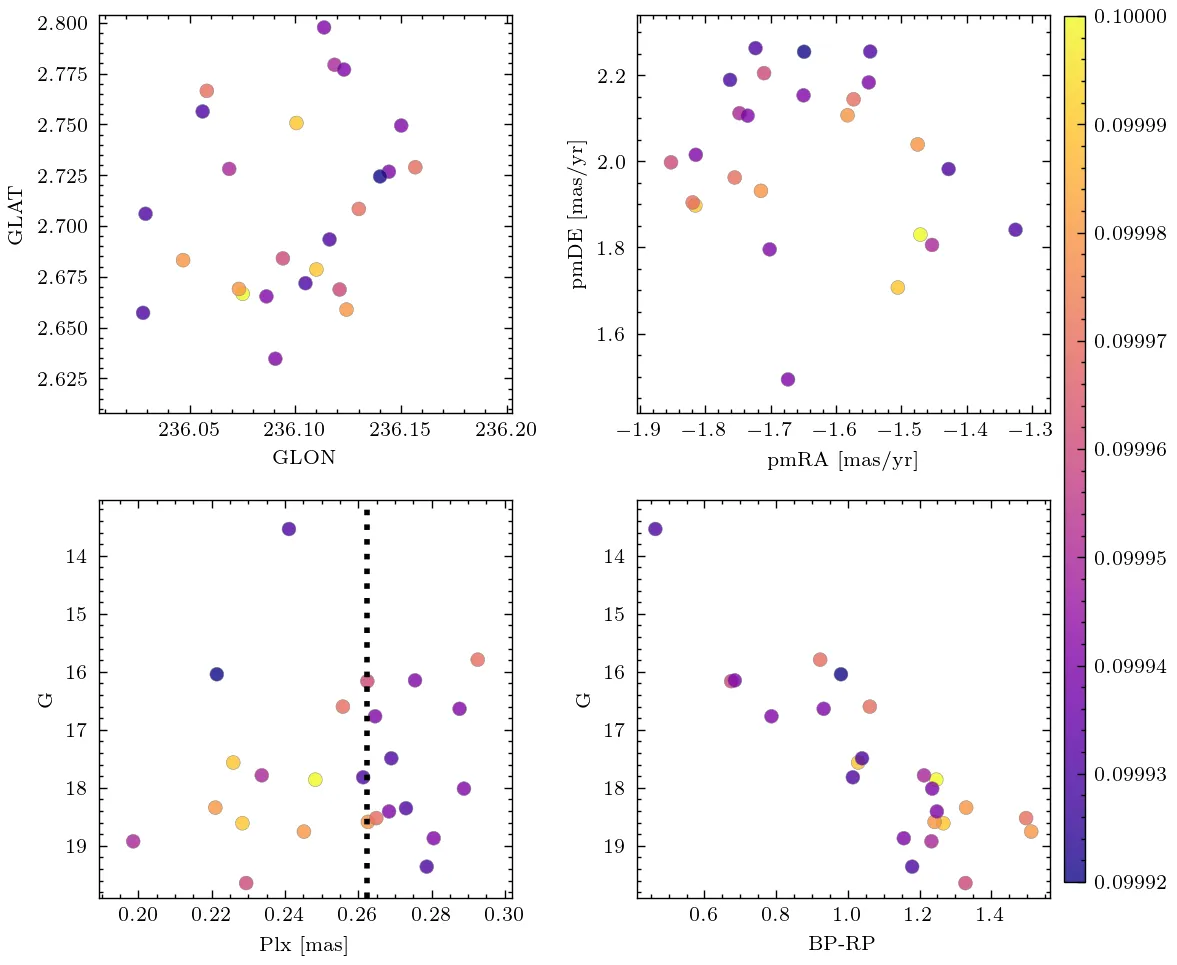 2.800
2.775
2.750
2.725
2.700
2.675
2.650
2.625
GLAT
236.05 236.10 236.15 236.20
GLON
2.2
2.0
1.8
1.6
pmDE [mas/yr]
−1.9 −1.8 −1.7 −1.6 −1.5 −1.4 −1.3
pmRA [mas/yr]
0.10000
0.09999
0.09998
0.09997
0.09996
0.09995
0.09994
0.09993
0.09992
14
15
16
17
18
19
G
0.20 0.22 0.24 0.26 0.28 0.30
Plx [mas]
14
15
16
17
18
19
G
0.6 0.8 1.0 1.2 1.4
BP-RP